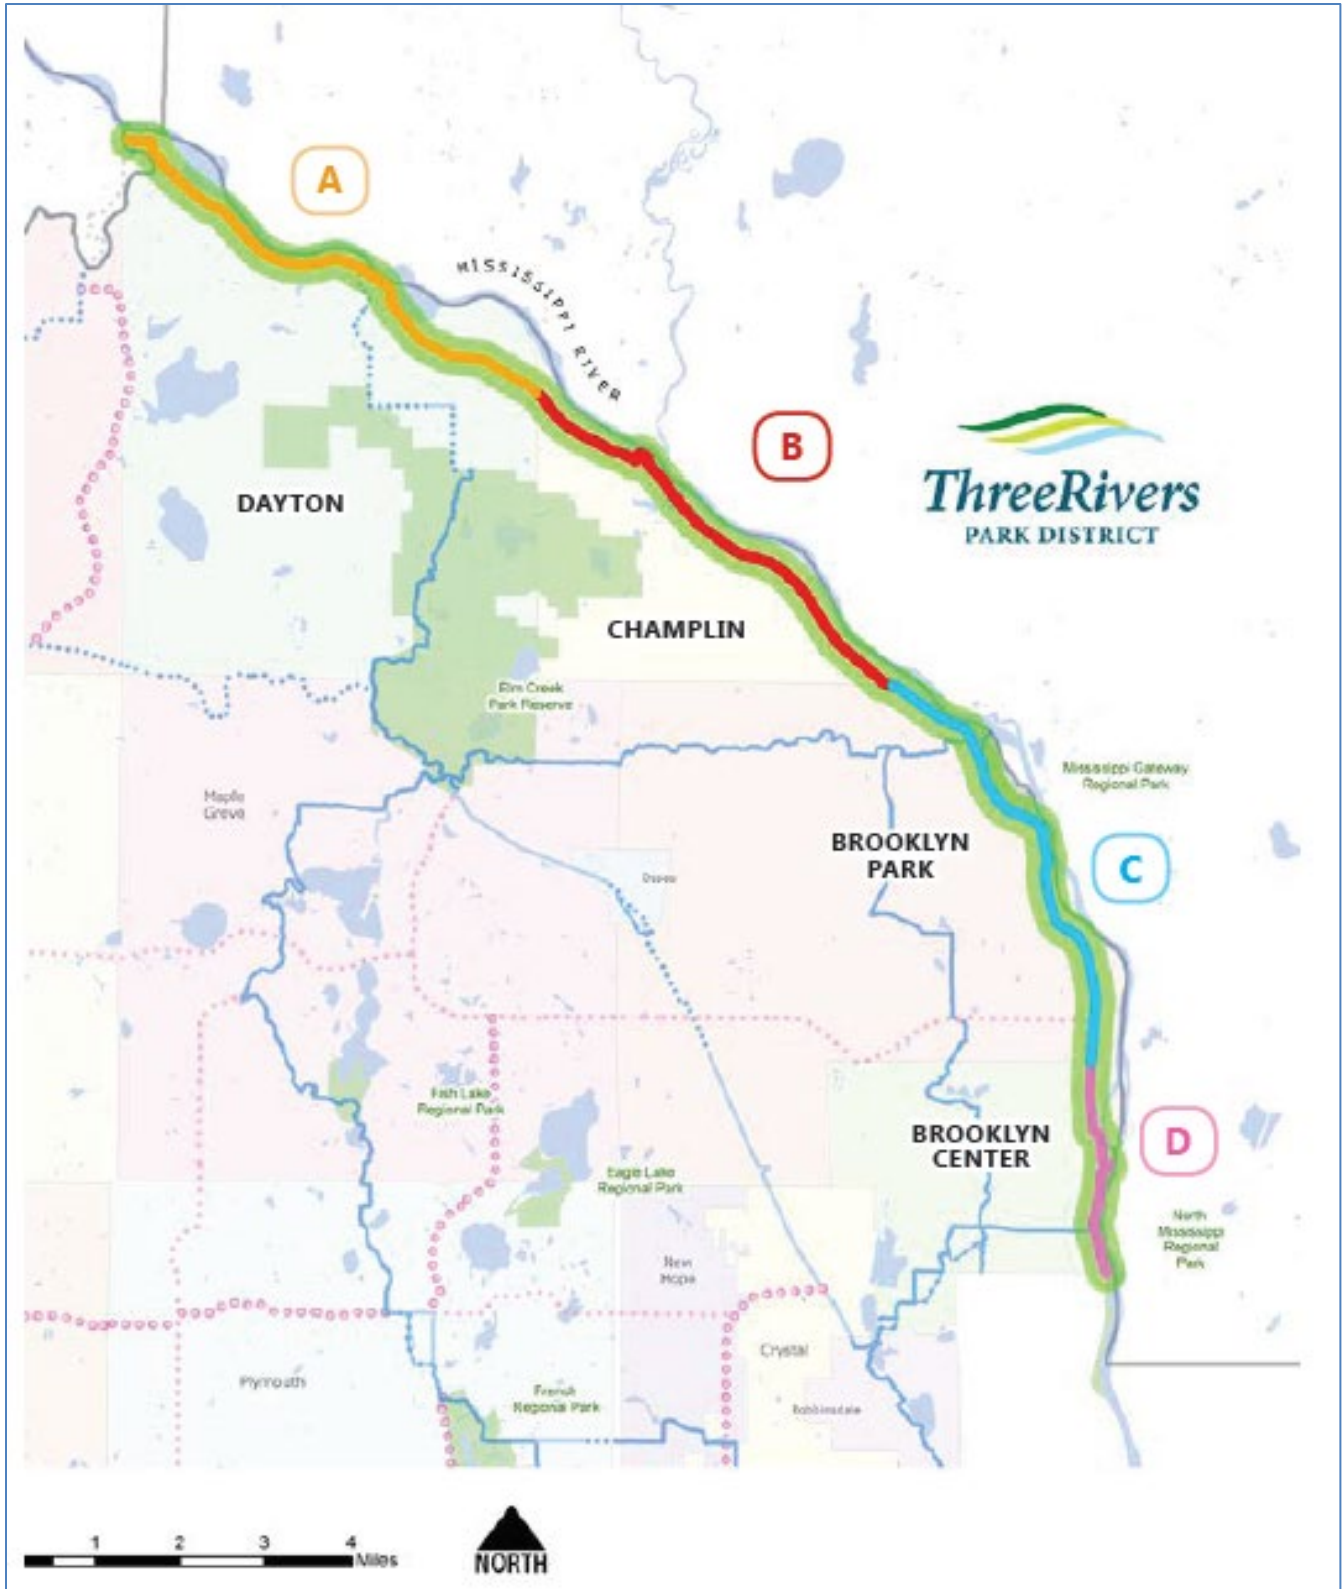 A
MISSISSIPPI RIVER
B
ThreeRivers
PARK DISTRICT
DAYTON
CHAMPLIN
Elm Creek
Park Reserve
Mississippi Gateway
Regional Park
Maple
Grove
BROOKLYN
PARK
C
Osseo
Fish Lake
Regional Park
BROOKLYN
CENTER
D
Eagle Lake
Regional Park
North
Mississippi
Regional
Park
New
Hope
Crystal
Plymouth
French
Regional Park
Robbinsdale
1 2 3 4
Miles
NORTH